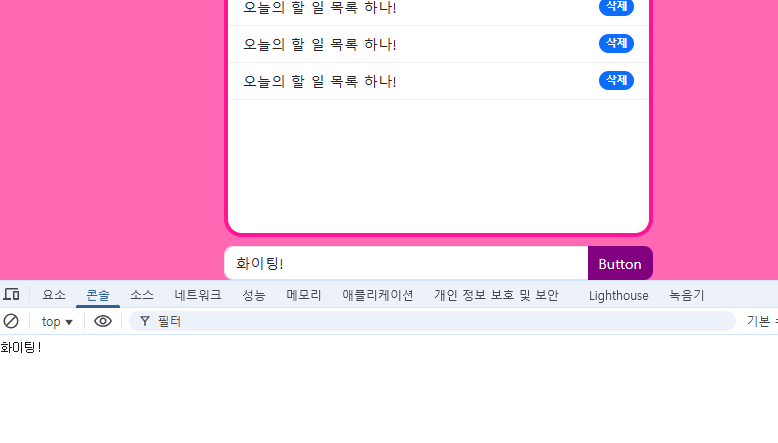 오늘의 할 일 목록 하나! 삭제
오늘의 할 일 목록 하나! 삭제
오늘의 할 일 목록 하나! 삭제
화이팅! Button
요소 콘솔 소스 네트워크 성능 메모리 애플리케이션 개인 정보 보호 및 보안 Lighthouse 녹음기
top 필터 기본
화이팅!